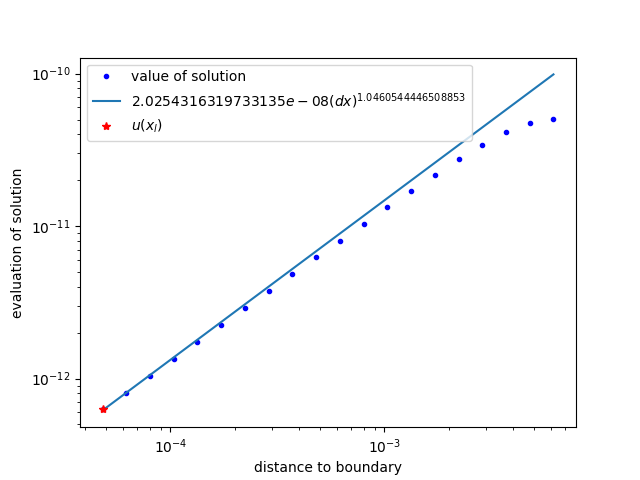 value of solution
2.0254316319733135e − 08(dx)^1.0460544446508853
u(x_l)
10^−10
10^−11
10^−12
evaluation of solution
10^−4
10^−3
distance to boundary